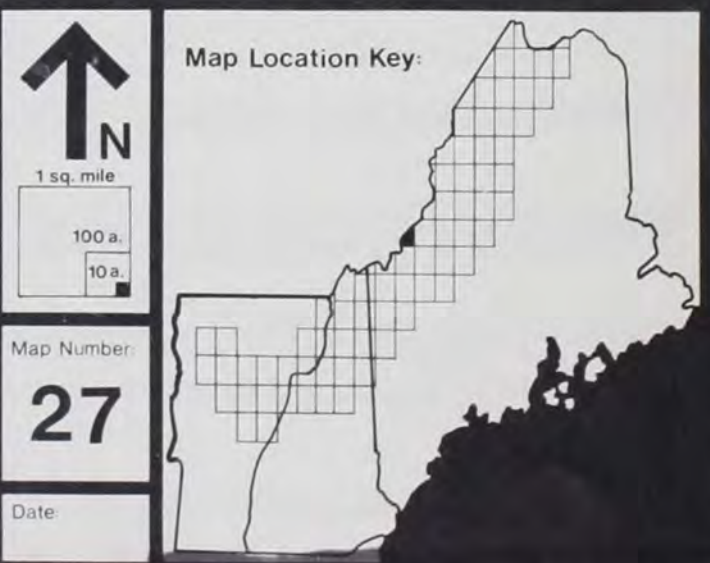 N
1 sq. mile
100 a.
10 a.
Map Number:
27
Date:
Map Location Key: